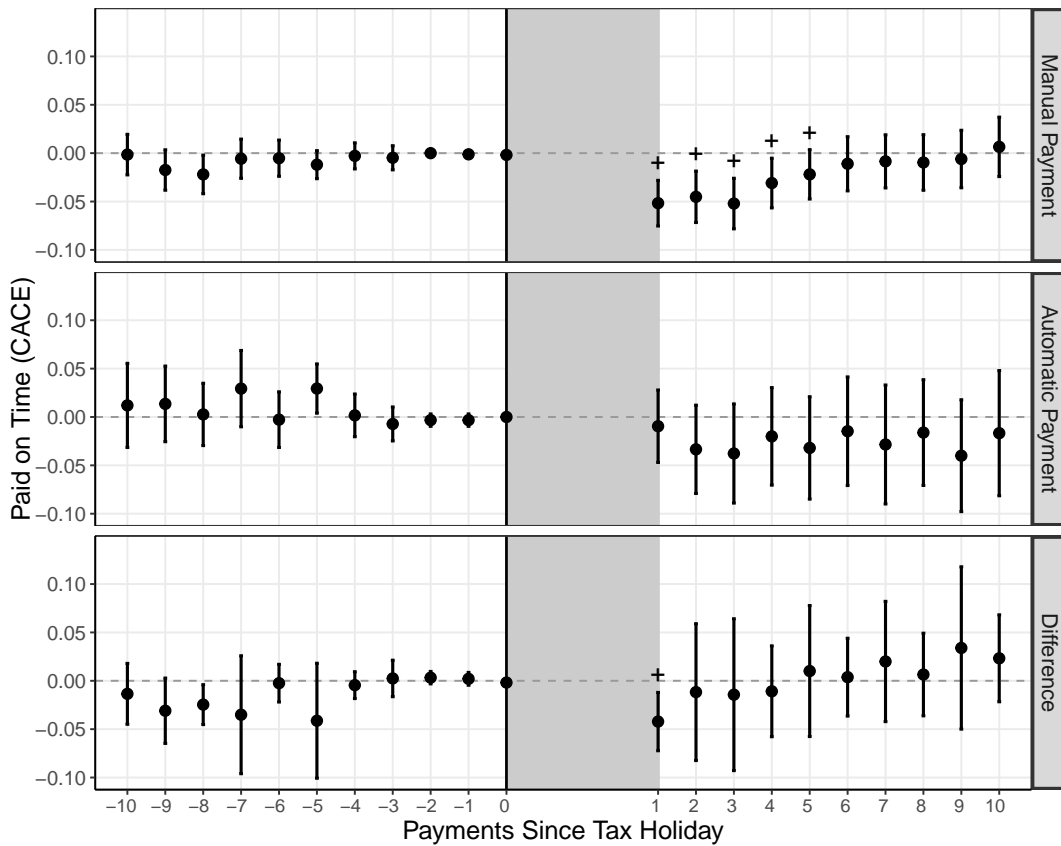 Paid on Time (CACE)
0.10
0.05
0.00
−0.05
−0.10
Manual Payment
+ + + + +
0.10
0.05
0.00
−0.05
−0.10
Automatic Payment
0.10
0.05
0.00
−0.05
−0.10
Difference
+
−10 −9 −8 −7 −6 −5 −4 −3 −2 −1 0 1 2 3 4 5 6 7 8 9 10
Payments Since Tax Holiday